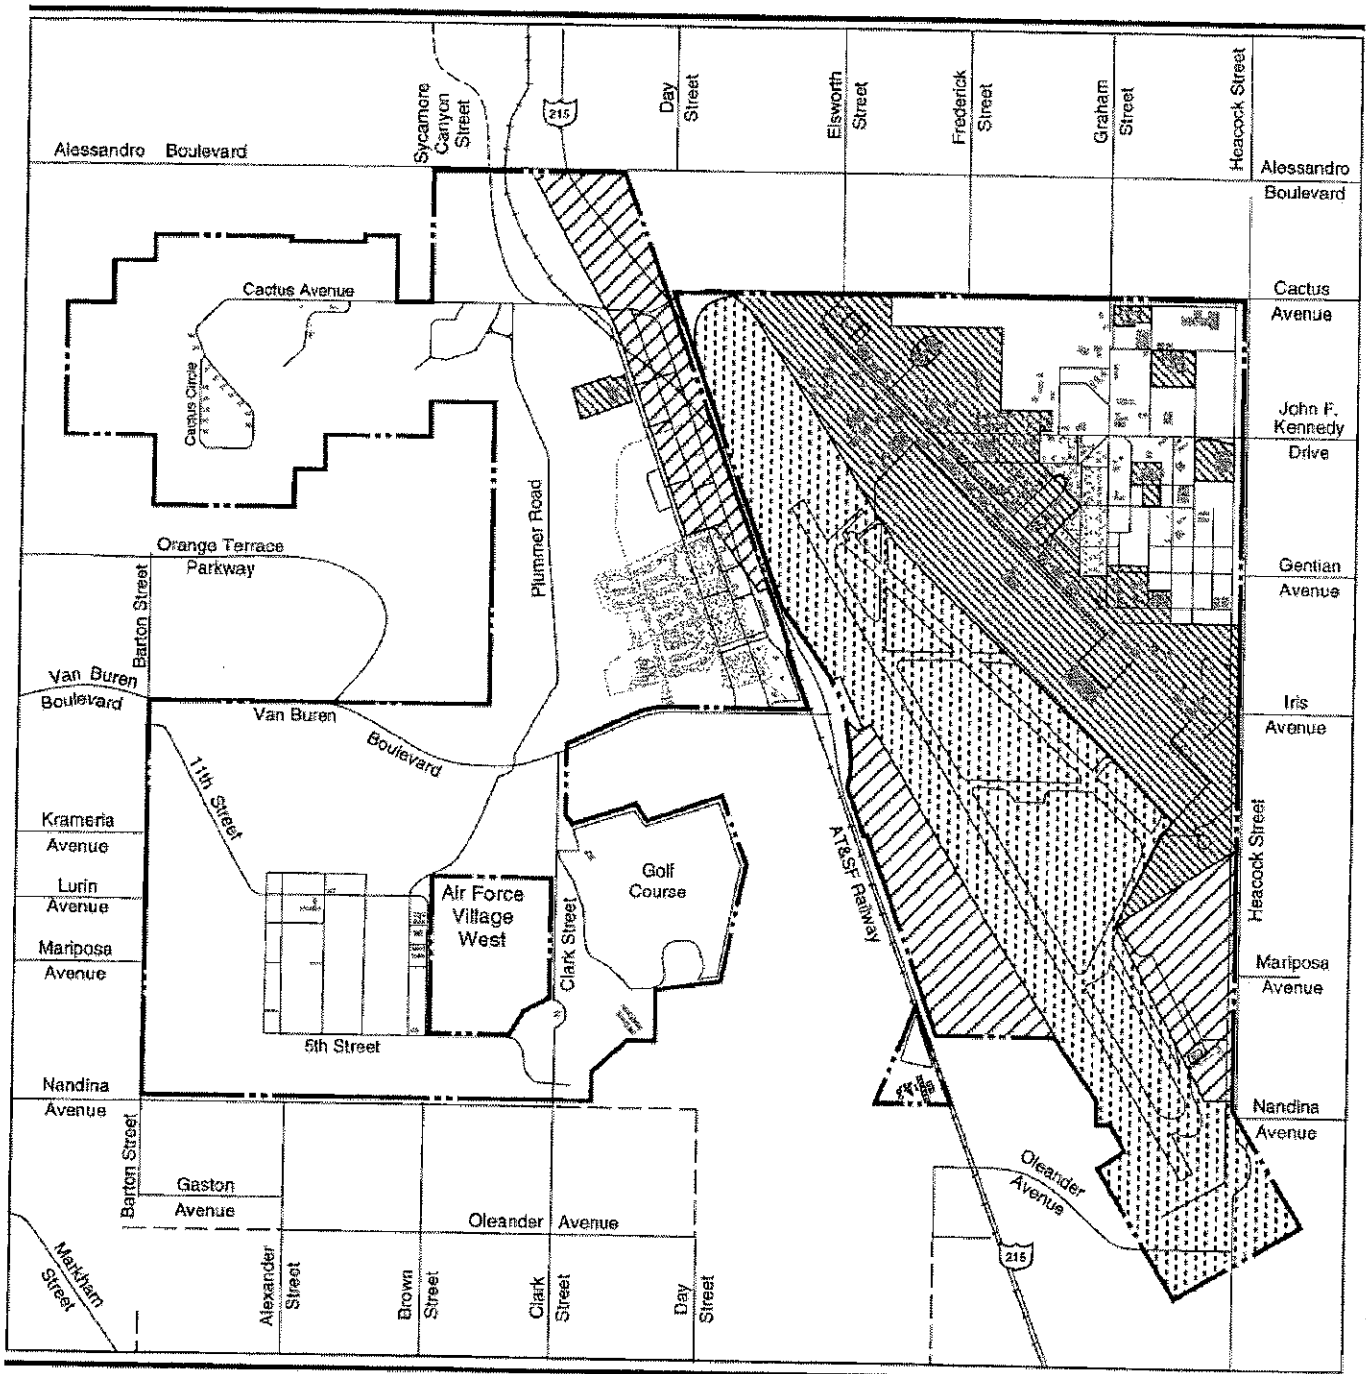 Sycamore
Canyon
Street
215
Day
Street
Elsworth
Street
Frederick
Street
Graham
Street
Heacock Street
Alessandro Boulevard
Alessandro
Boulevard
Cactus Avenue
Cactus
Avenue
Cactus Circle
John F.
Kennedy
Drive
Plummer Road
Orange Terrace
Parkway
Barton Street
Gentian
Avenue
Van Buren
Boulevard
Van Buren
Boulevard
Iris
Avenue
11th Street
Krameria
Avenue
AT&SF Railway
Heacock Street
Golf
Course
Lurin
Avenue
Air Force
Village
West
Clark Street
Mariposa
Avenue
Mariposa
Avenue
5th Street
Nandina
Avenue
Nandina
Avenue
Barton Street
Gaston
Avenue
Oleander
Avenue
Oleander Avenue
Markham
Street
215
Alexander
Street
Brown
Street
Clark
Street
Day
Street